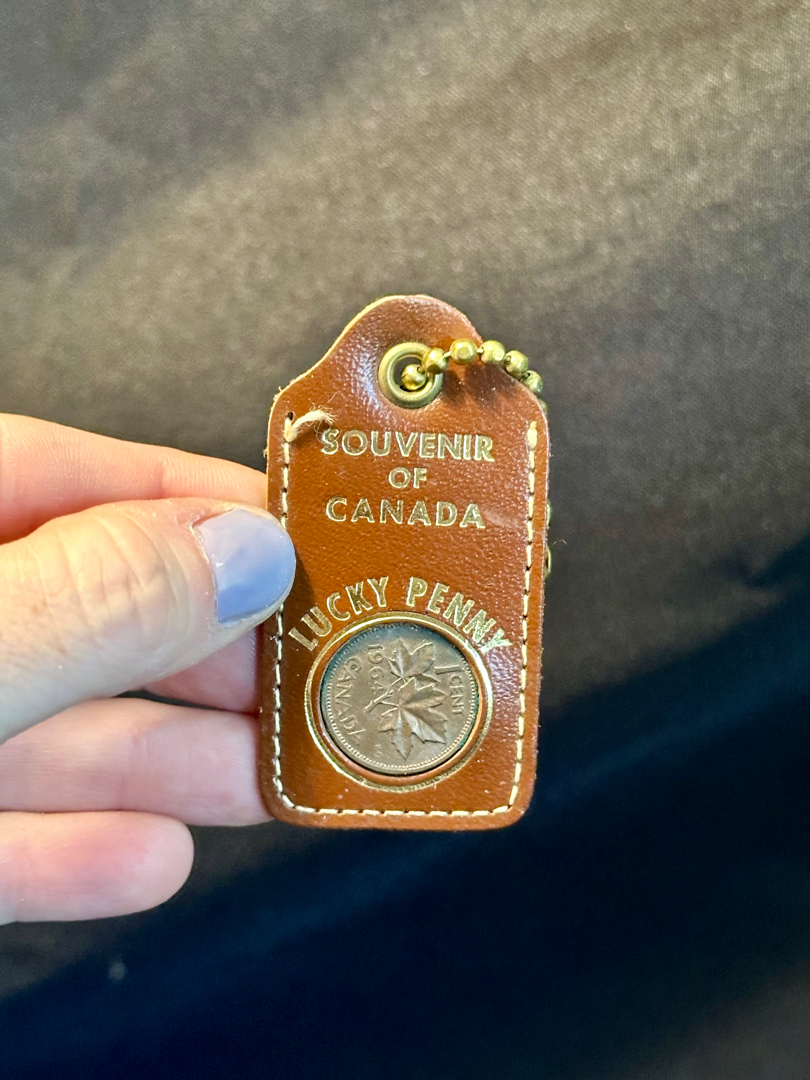 SOUVENIR
OF
CANADA
LUCKY PENNY
1 CENT
1964
CANADA